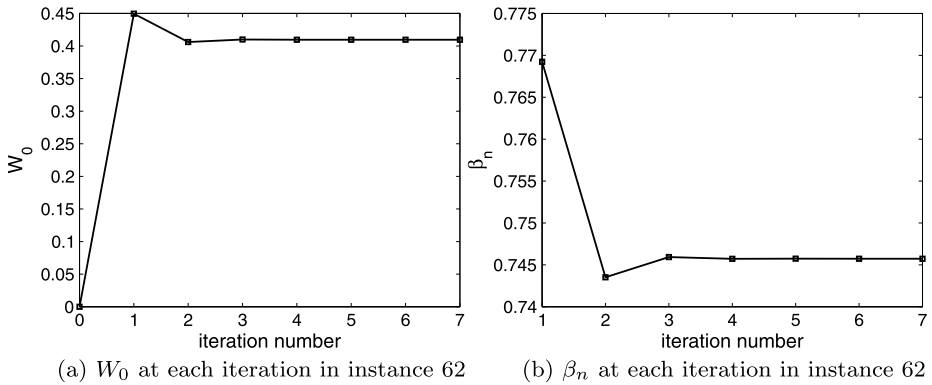 0.45
0.4
0.35
0.3
0.25
0.2
0.15
0.1
0.05
0
W₀
0 1 2 3 4 5 6 7
iteration number
(a) W₀ at each iteration in instance 62
0.775
0.77
0.765
0.76
0.755
0.75
0.745
0.74
βₙ
1 2 3 4 5 6 7
iteration number
(b) βₙ at each iteration in instance 62